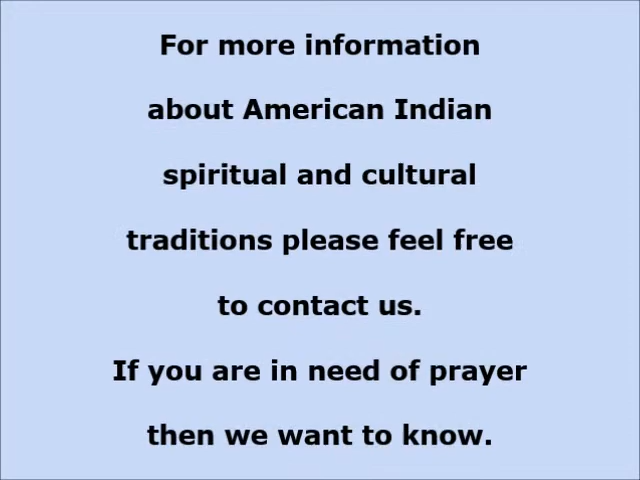 For more information
about American Indian
spiritual and cultural
traditions please feel free
to contact us.
If you are in need of prayer
then we want to know.